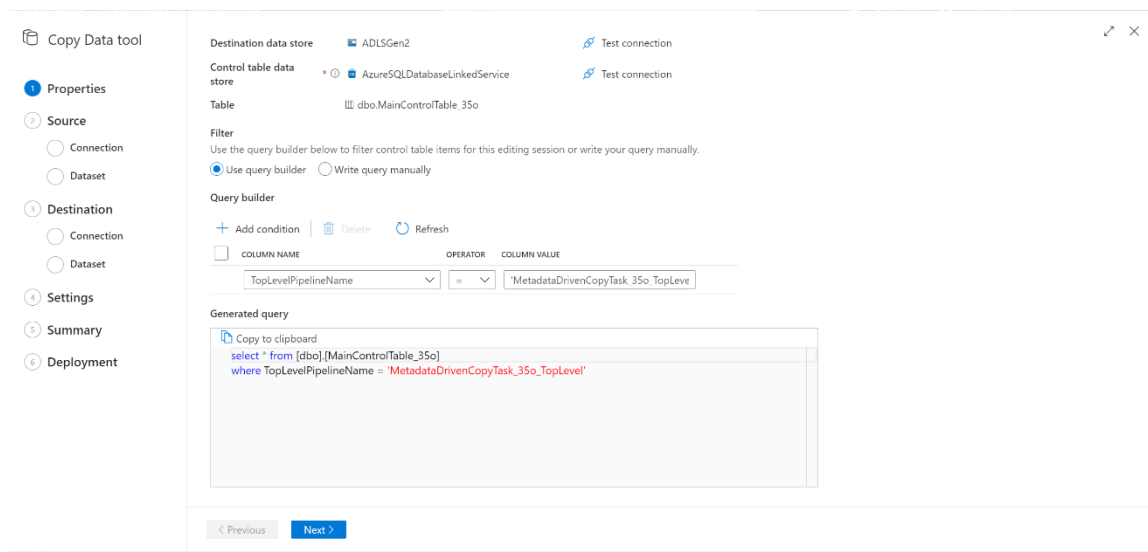 Copy Data tool
1 Properties
2 Source
Connection
Dataset
3 Destination
Connection
Dataset
4 Settings
5 Summary
6 Deployment
Destination data store ADLSGen2 Test connection
Control table data store * AzureSQLDatabaseLinkedService Test connection
Table dbo.MainControlTable_35o
Filter
Use the query builder below to filter control table items for this editing session or write your query manually.
Use query builder Write query manually
Query builder
Add condition Delete Refresh
COLUMN NAME OPERATOR COLUMN VALUE
TopLevelPipelineName = 'MetadataDrivenCopyTask_35o_TopLeve
Generated query
Copy to clipboard
select * from [dbo].[MainControlTable_35o]
where TopLevelPipelineName = 'MetadataDrivenCopyTask_35o_TopLevel'
< Previous Next >